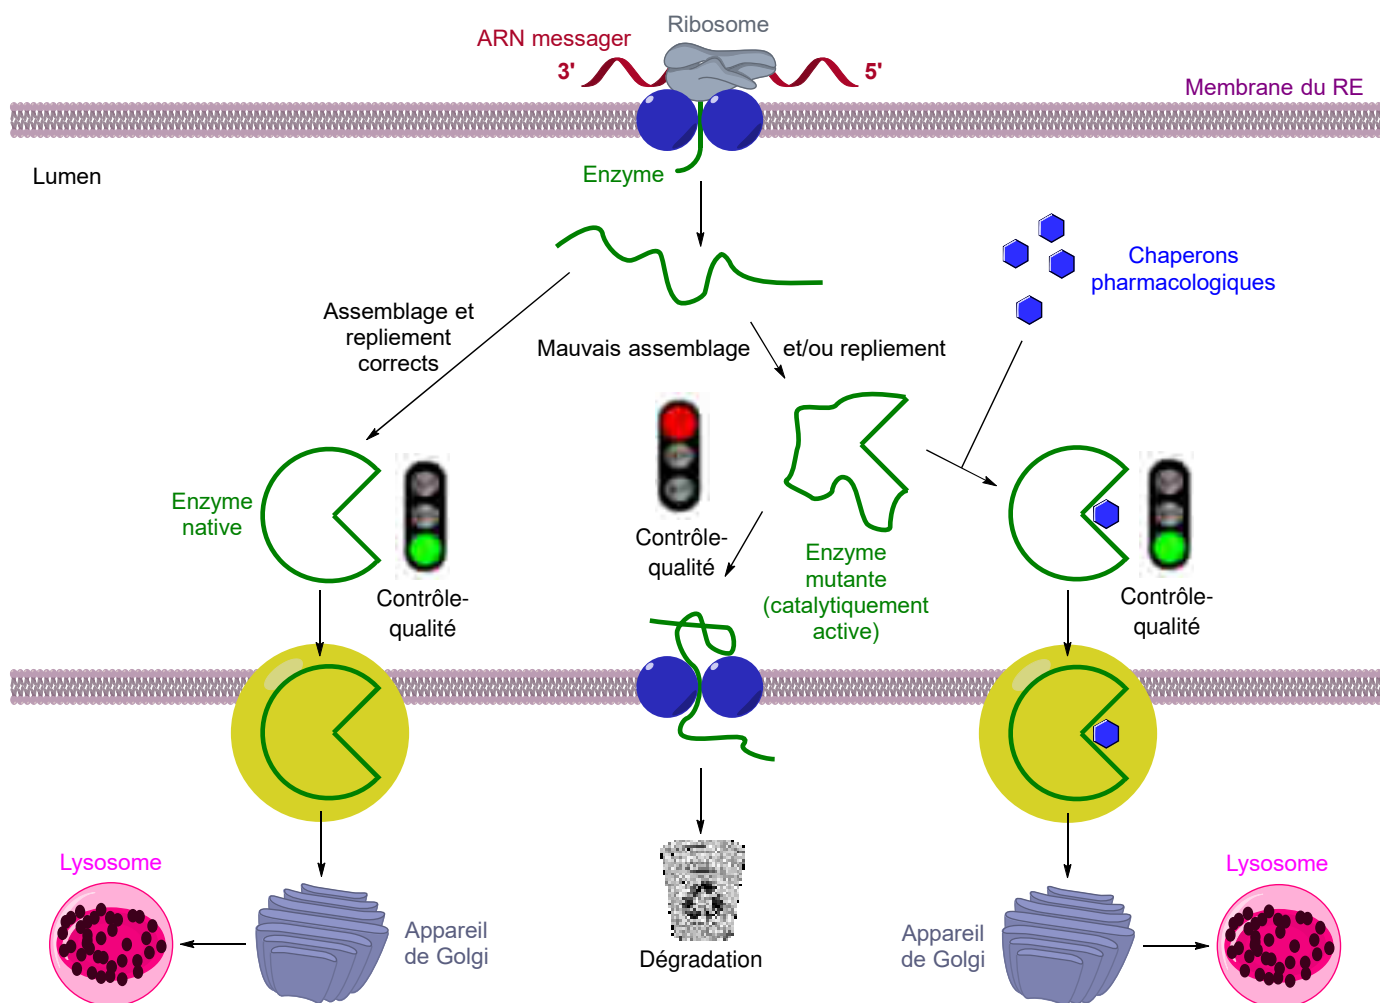 Ribosome
ARN messager
3'
5'
Membrane du RE
Lumen
Enzyme
Chaperons
pharmacologiques
Assemblage et
repliement
corrects
Mauvais assemblage
et/ou repliement
Enzyme
native
Contrôle-
qualité
Contrôle-
qualité
Enzyme
mutante
(catalytiquement
active)
Contrôle-
qualité
Lysosome
Appareil
de Golgi
Dégradation
Appareil
de Golgi
Lysosome